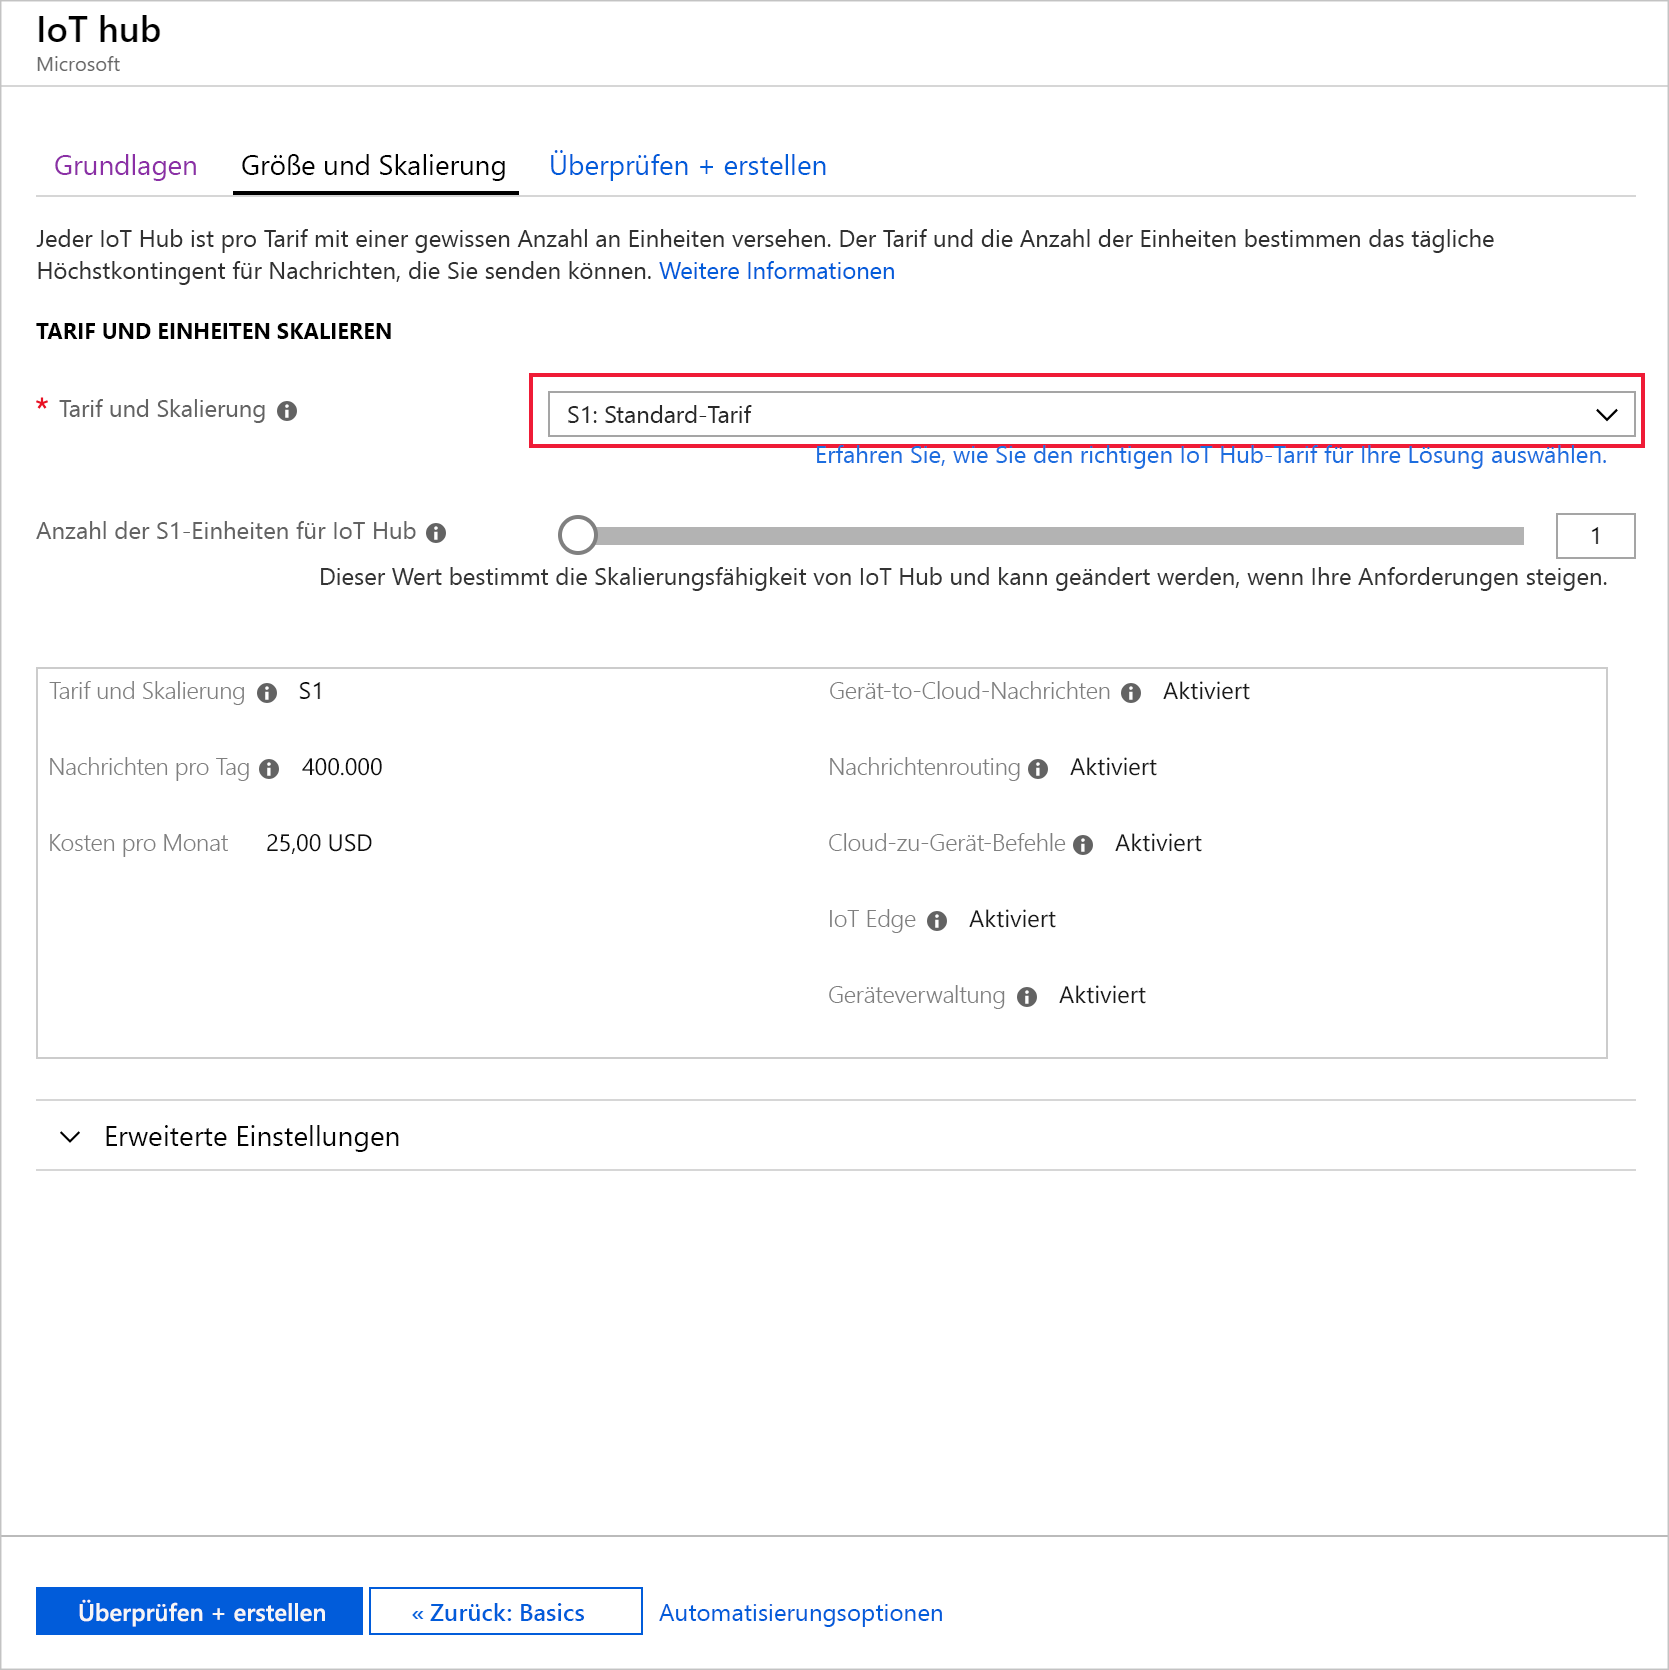 IoT hub
Microsoft
Grundlagen
Größe und Skalierung
Überprüfen + erstellen
Jeder IoT Hub ist pro Tarif mit einer gewissen Anzahl an Einheiten versehen. Der Tarif und die Anzahl der Einheiten bestimmen das tägliche
Höchstkontingent für Nachrichten, die Sie senden können. Weitere Informationen
TARIF UND EINHEITEN SKALIEREN
* Tarif und Skalierung
S1: Standard-Tarif
Erfahren Sie, wie Sie den richtigen IoT Hub-Tarif für Ihre Lösung auswählen.
Anzahl der S1-Einheiten für IoT Hub
1
Dieser Wert bestimmt die Skalierungsfähigkeit von IoT Hub und kann geändert werden, wenn Ihre Anforderungen steigen.
Tarif und Skalierung S1
Nachrichten pro Tag 400.000
Kosten pro Monat 25,00 USD
Gerät-to-Cloud-Nachrichten Aktiviert
Nachrichtenrouting Aktiviert
Cloud-zu-Gerät-Befehle Aktiviert
IoT Edge Aktiviert
Geräteverwaltung Aktiviert
Erweiterte Einstellungen
Überprüfen + erstellen
« Zurück: Basics
Automatisierungsoptionen